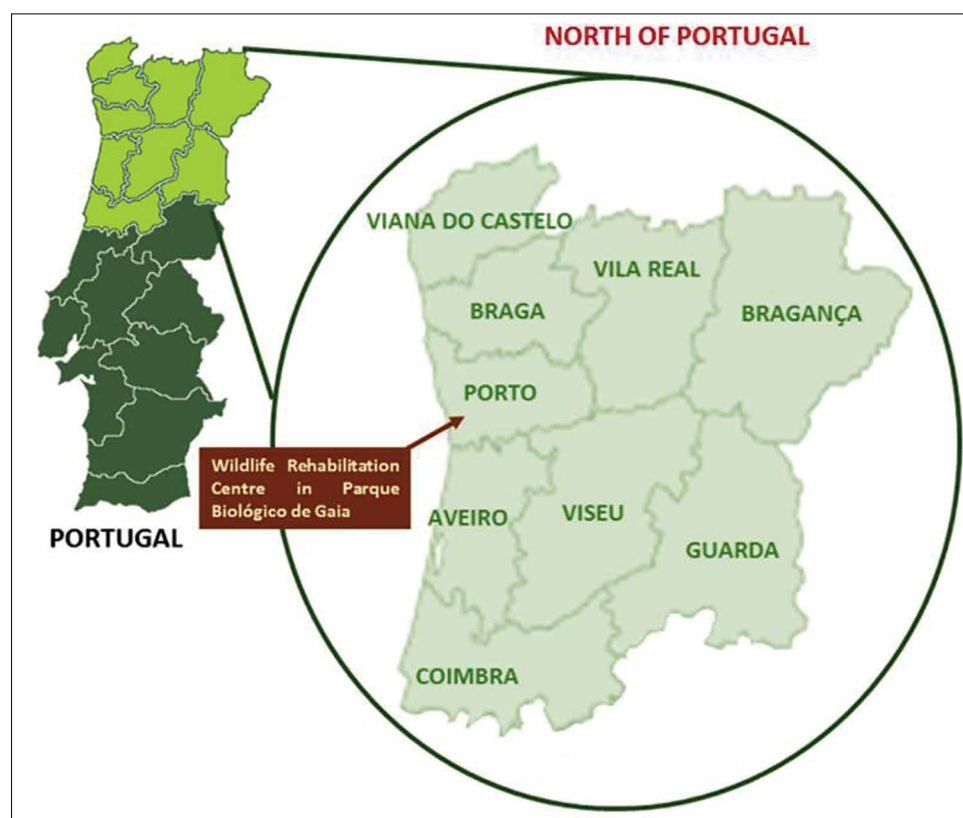 NORTH OF PORTUGAL
VIANA DO CASTELO
VILA REAL
BRAGANÇA
BRAGA
PORTO
Wildlife Rehabilitation
Centre in Parque
Biológico de Gaia
AVEIRO
VISEU
GUARDA
PORTUGAL
COIMBRA